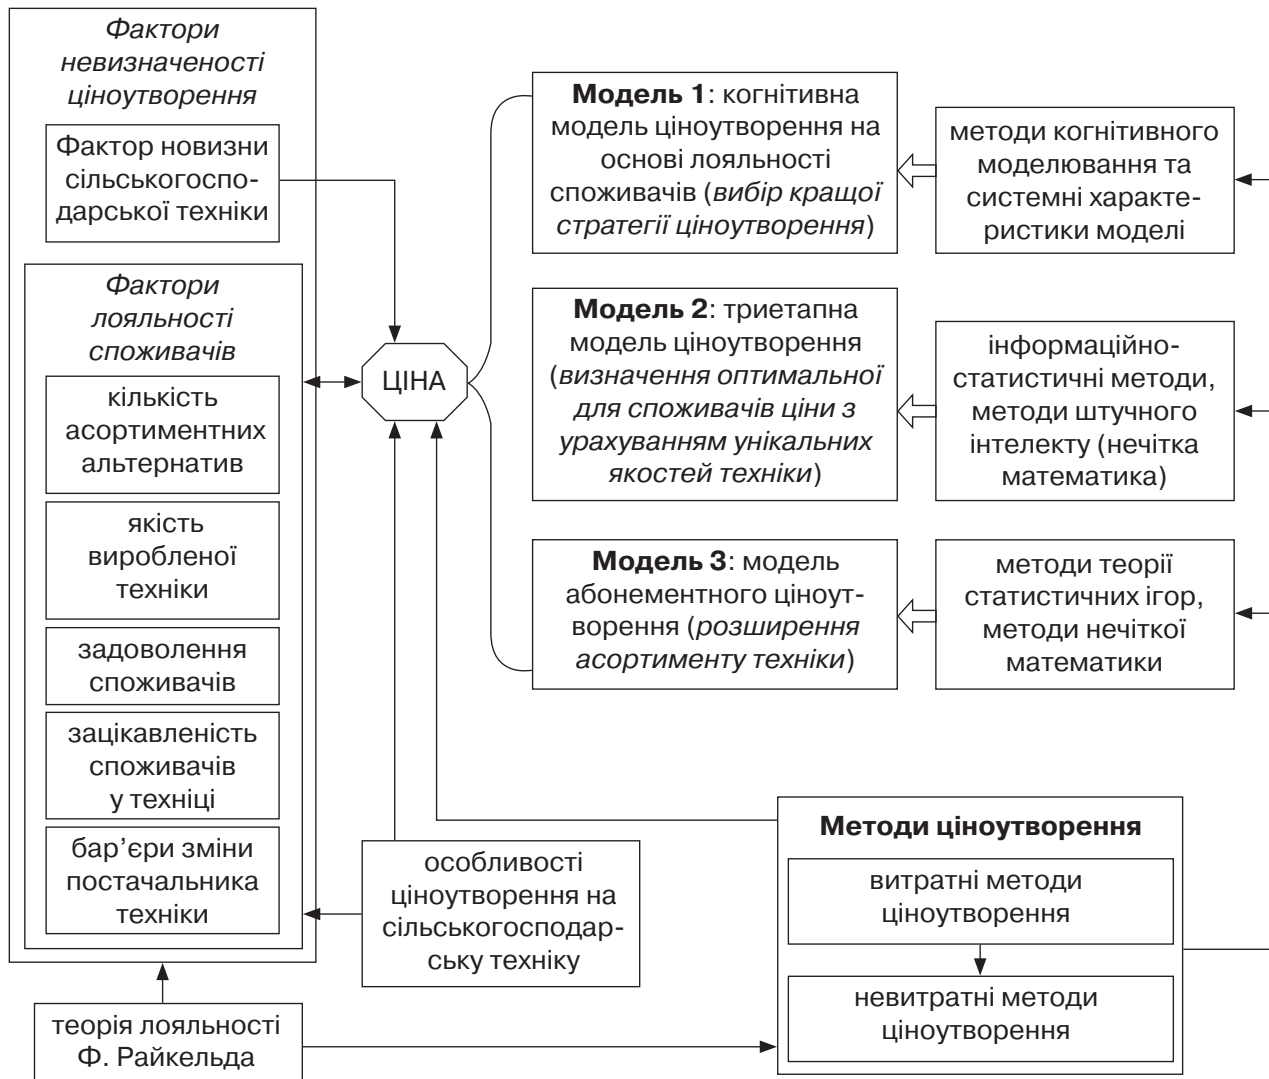 Фактори
невизначеності
ціноутворення
Фактор новизни
сільськогоспо-
дарської техніки
Фактори
лояльності
споживачів
кількість
асортиментних
альтернатив
якість
виробленої
техніки
задоволення
споживачів
зацікавленість
споживачів
у техніці
бар’єри зміни
постачальника
техніки
теорія лояльності
Ф. Райкельда
ЦІНА
особливості
ціноутворення на
сільськогосподар-
ську техніку
Модель 1: когнітивна
модель ціноутворення на
основі лояльності
споживачів (вибір кращої
стратегії ціноутворення)
методи когнітивного
моделювання та
системні характе-
ристики моделі
Модель 2: триетапна
модель ціноутворення
(визначення оптимальної
для споживачів ціни з
урахуванням унікальних
якостей техніки)
інформаційно-
статистичні методи,
методи штучного
інтелекту (нечітка
математика)
Модель 3: модель
абонементного ціноут-
ворення (розширення
асортименту техніки)
методи теорії
статистичних ігор,
методи нечіткої
математики
Методи ціноутворення
витратні методи
ціноутворення
невитратні методи
ціноутворення